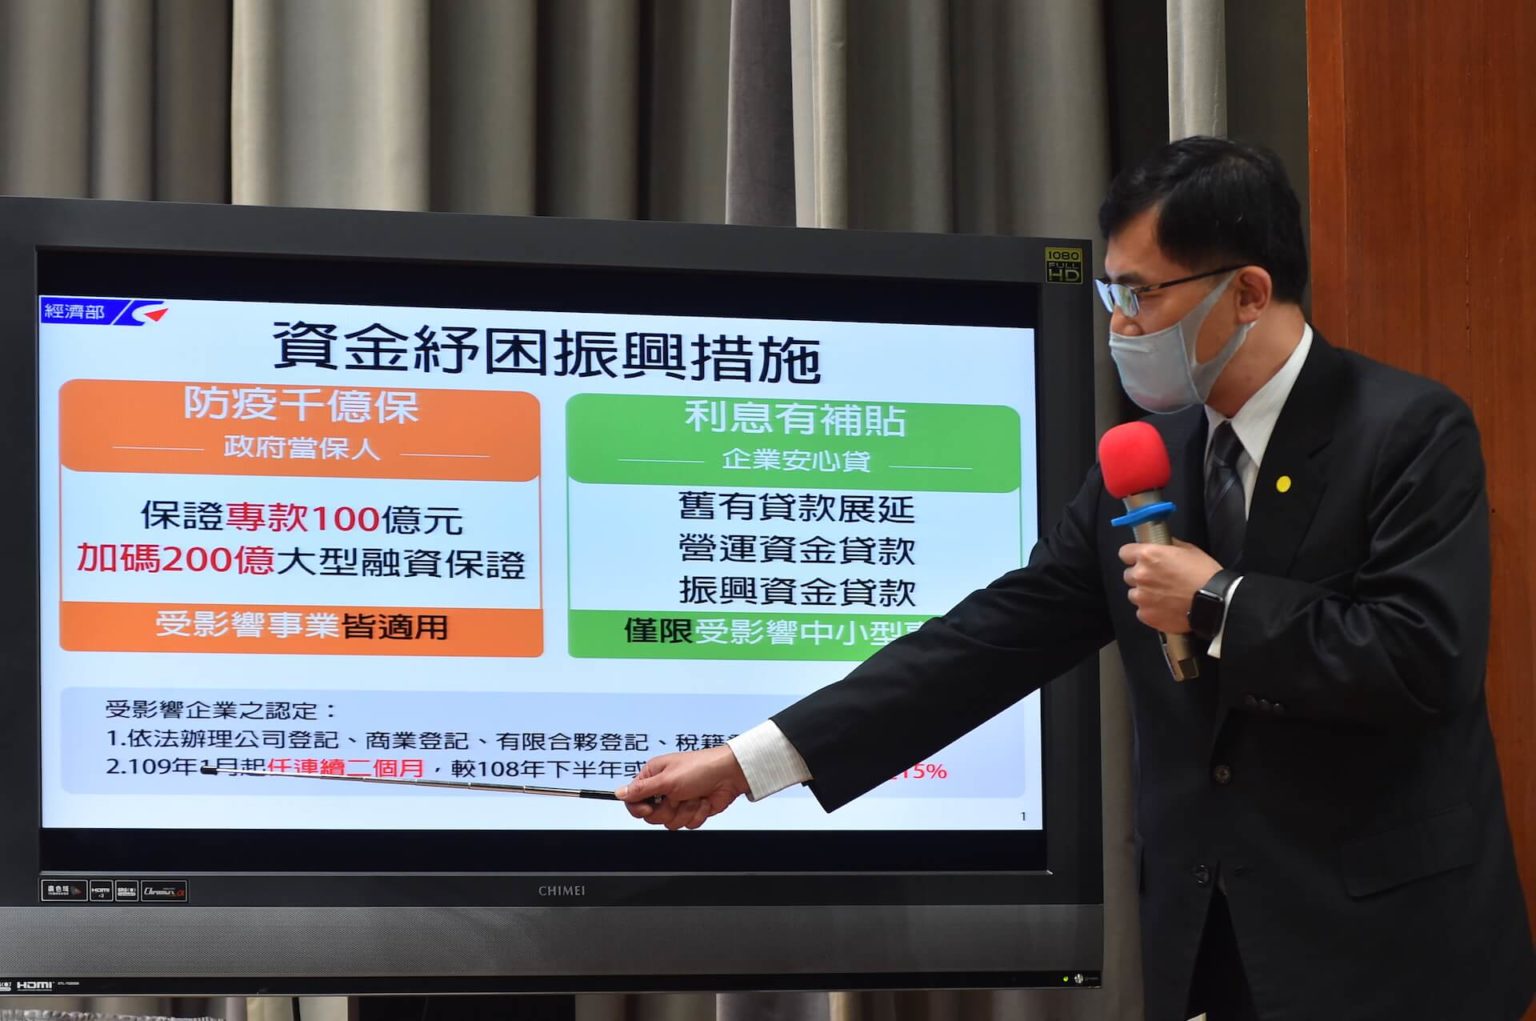 1080
FULL
HD
經濟部
資金紓困振興措施
防疫千億保
政府當保人
保證專款100億元
加碼200億大型融資保證
受影響事業皆適用
利息有補貼
企業安心貸
舊有貸款展延
營運資金貸款
振興資金貸款
僅限受影響中小型
受影響企業之認定：
1.依法辦理公司登記、商業登記、有限合夥登記、稅籍
2.109年1月起任連續二個月，較108年下半年或 15%
1
HDMI
CHIMEI
HDMI